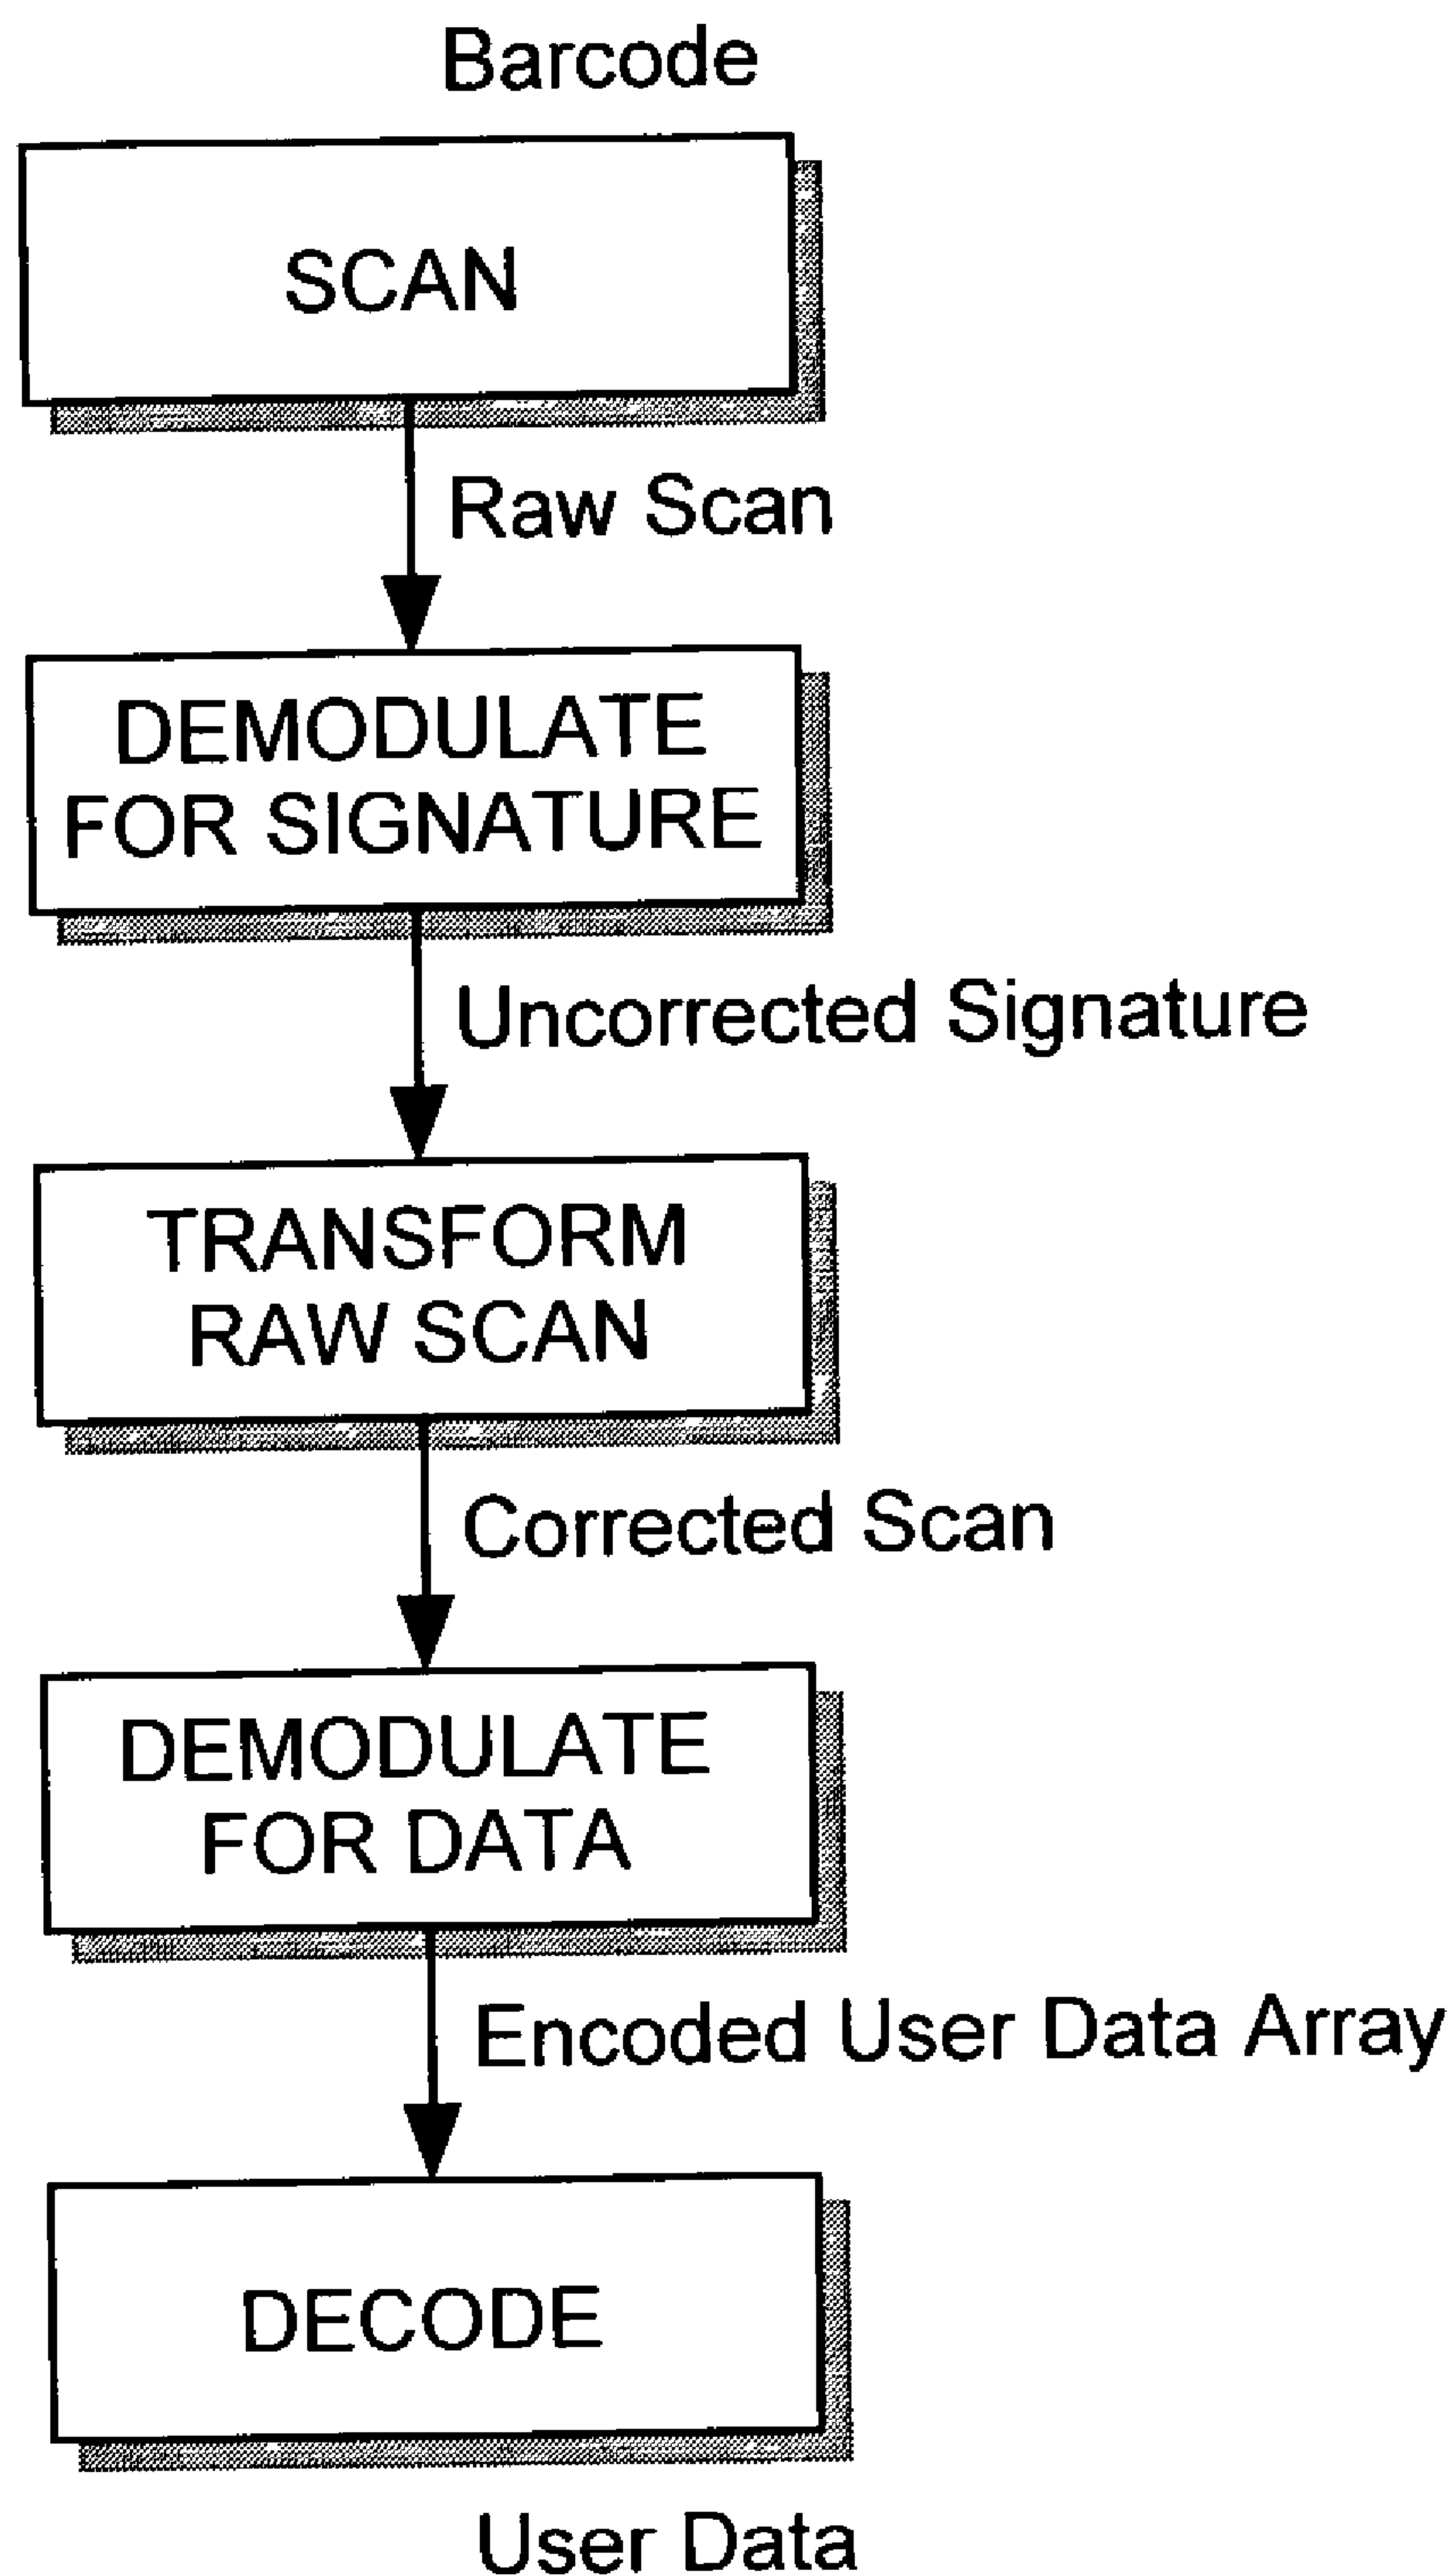 Barcode
SCAN
Raw Scan
DEMODULATE
FOR SIGNATURE
Uncorrected Signature
TRANSFORM
RAW SCAN
Corrected Scan
DEMODULATE
FOR DATA
Encoded User Data Array
DECODE
User Data